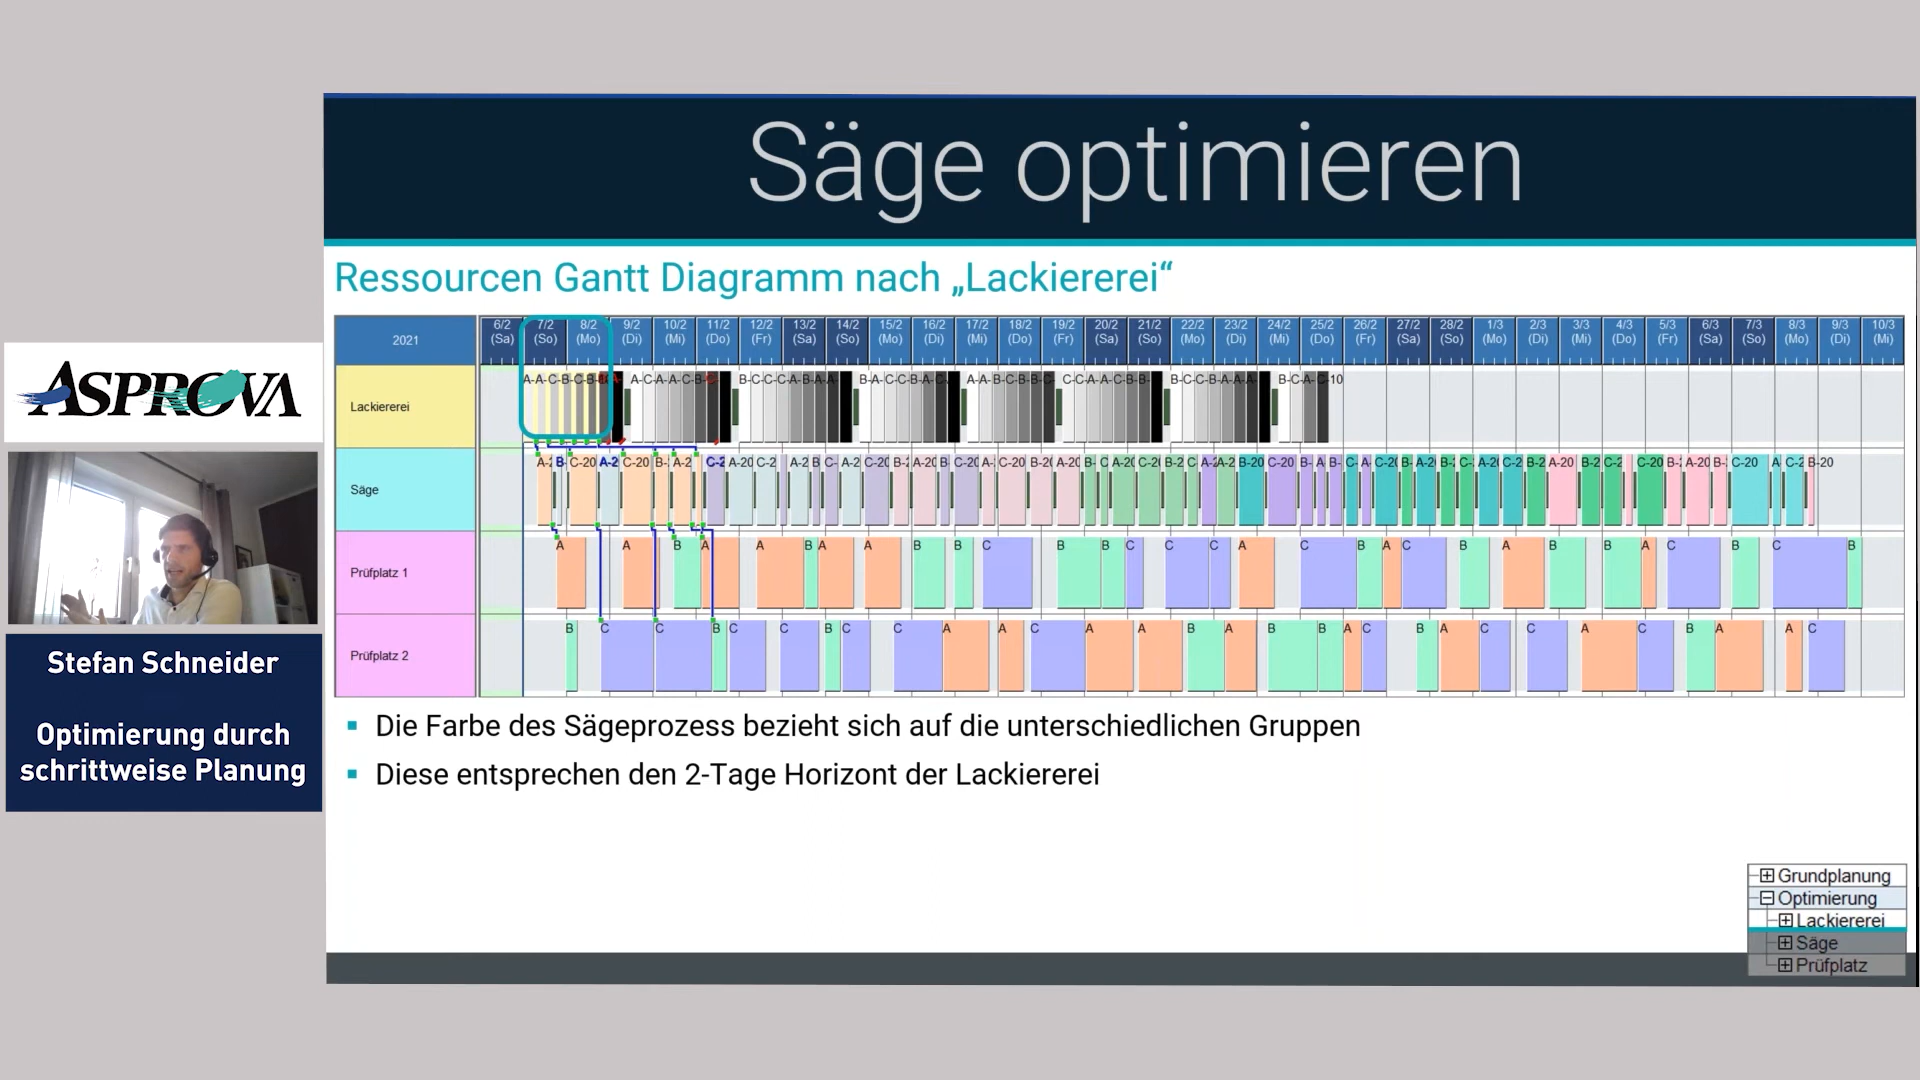 Säge optimieren
Ressourcen Gantt Diagramm nach „Lackiererei“
2021
6/2 7/2 8/2 9/2 10/2 11/2 12/2 13/2 14/2 15/2 16/2 17/2 18/2 19/2 20/2 21/2 22/2 23/2 24/2 25/2 26/2 27/2 28/2 1/3 2/3 3/3 4/3 5/3 6/3 7/3 8/3 9/3 10/3
(Sa) (So) (Mo) (Di) (Mi) (Do) (Fr) (Sa) (So) (Mo) (Di) (Mi) (Do) (Fr) (Sa) (So) (Mo) (Di) (Mi) (Do) (Fr) (Sa) (So) (Mo) (Di) (Mi) (Do) (Fr) (Sa) (So) (Mo) (Di) (Mi)
Lackiererei
Säge
Prüfplatz 1
A A B A A B A A B B C B B C C C A C B A C B A B B A C B C B
Prüfplatz 2
B C C B C C B C C A A C A A B A B B A C B A C C A C B A A C
▪ Die Farbe des Sägeprozess bezieht sich auf die unterschiedlichen Gruppen
▪ Diese entsprechen den 2-Tage Horizont der Lackiererei
Grundplanung
Optimierung
Lackiererei
Säge
Prüfplatz
ASPROVA
Stefan Schneider
Optimierung durch
schrittweise Planung